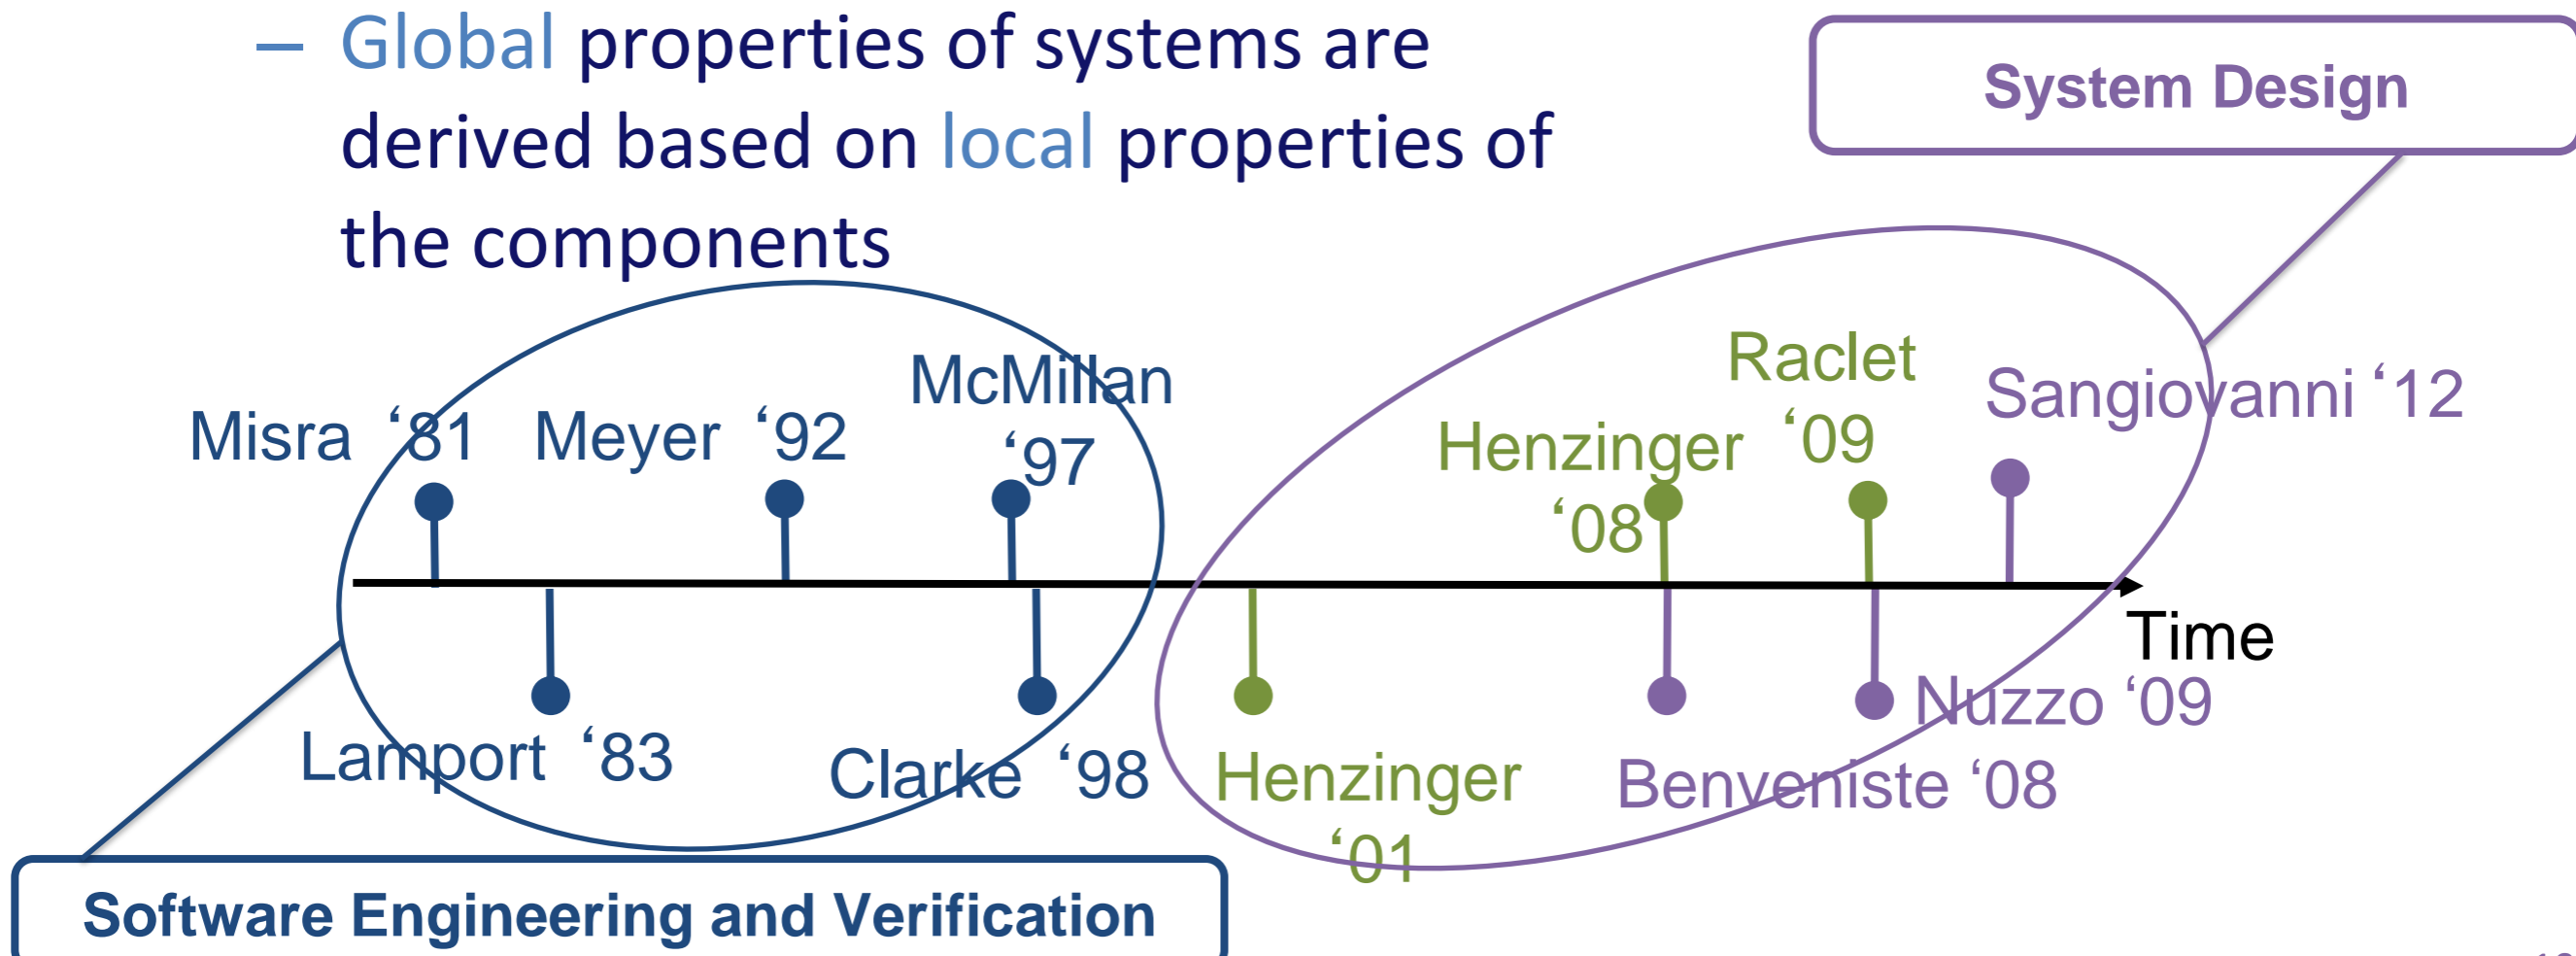 – Global properties of systems are
derived based on local properties of
the components
System Design
Misra ‘81
Meyer ‘92
McMillan
‘97
Henzinger
‘08
Raclet
‘09
Sangiovanni ‘12
Time
Lamport ‘83
Clarke ‘98
Henzinger
‘01
Benveniste ‘08
Nuzzo ‘09
Software Engineering and Verification